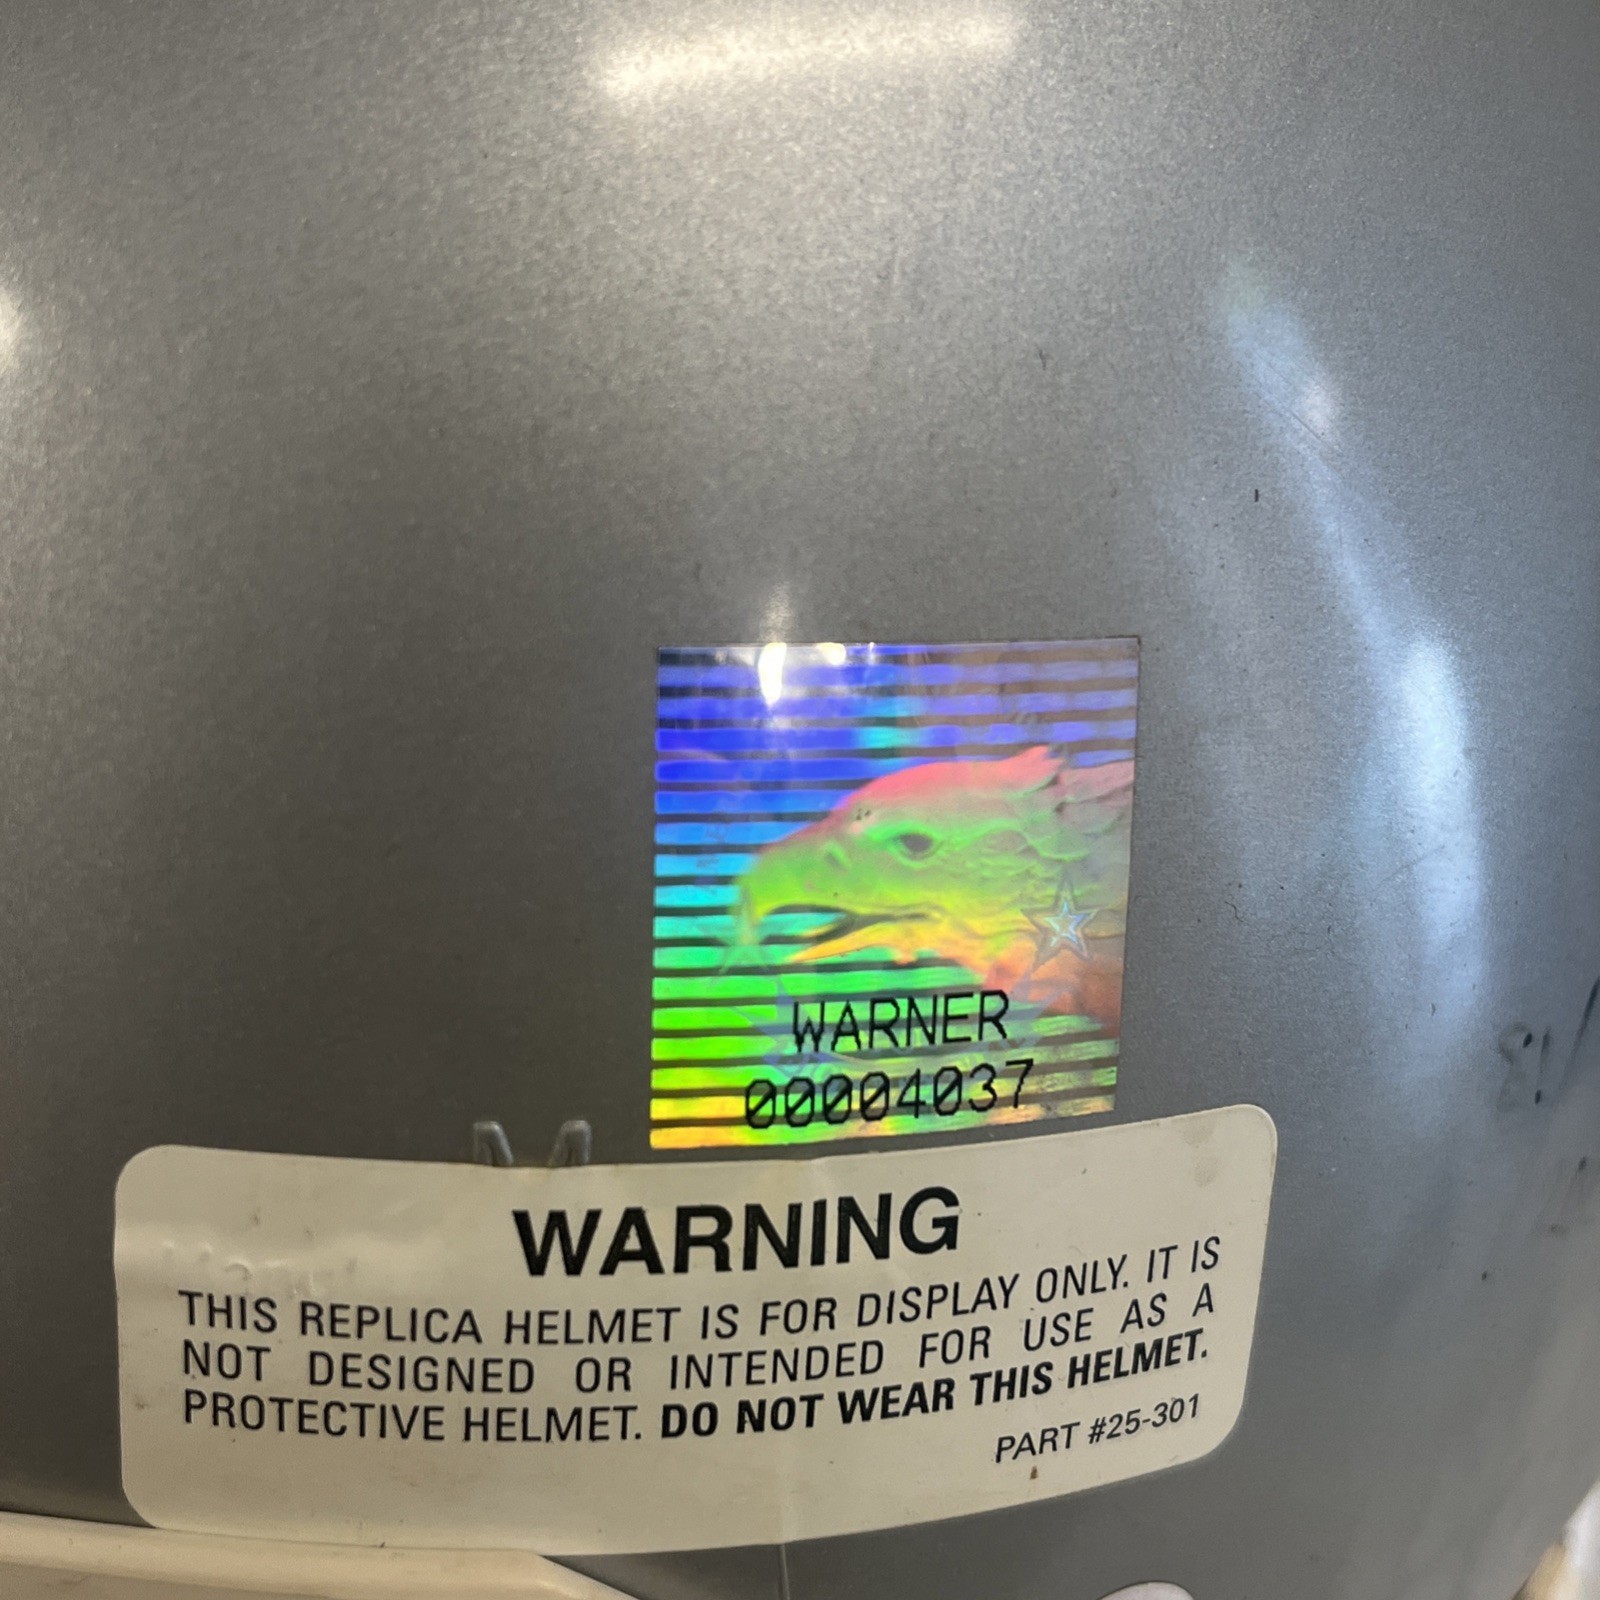 WARNER
00004037
M
WARNING
THIS REPLICA HELMET IS FOR DISPLAY ONLY. IT IS
NOT DESIGNED OR INTENDED FOR USE AS A
PROTECTIVE HELMET. DO NOT WEAR THIS HELMET.
PART #25-301